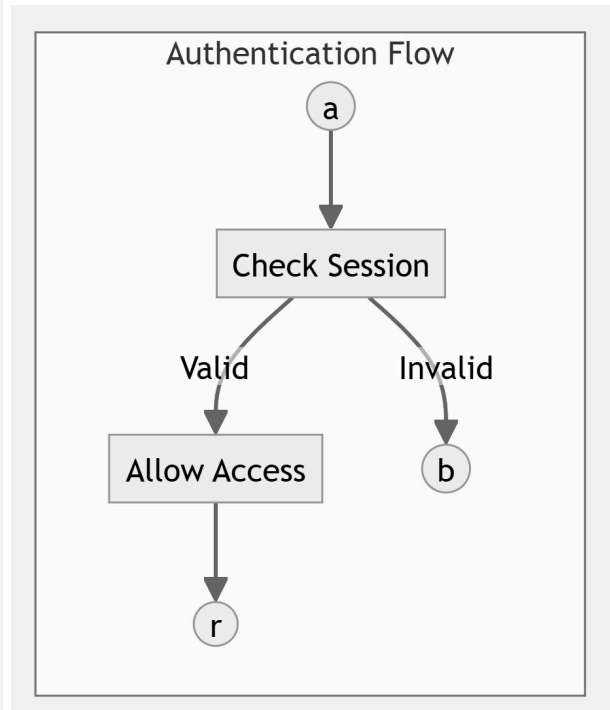 Authentication Flow
a
Check Session
Valid
Invalid
Allow Access
b
r